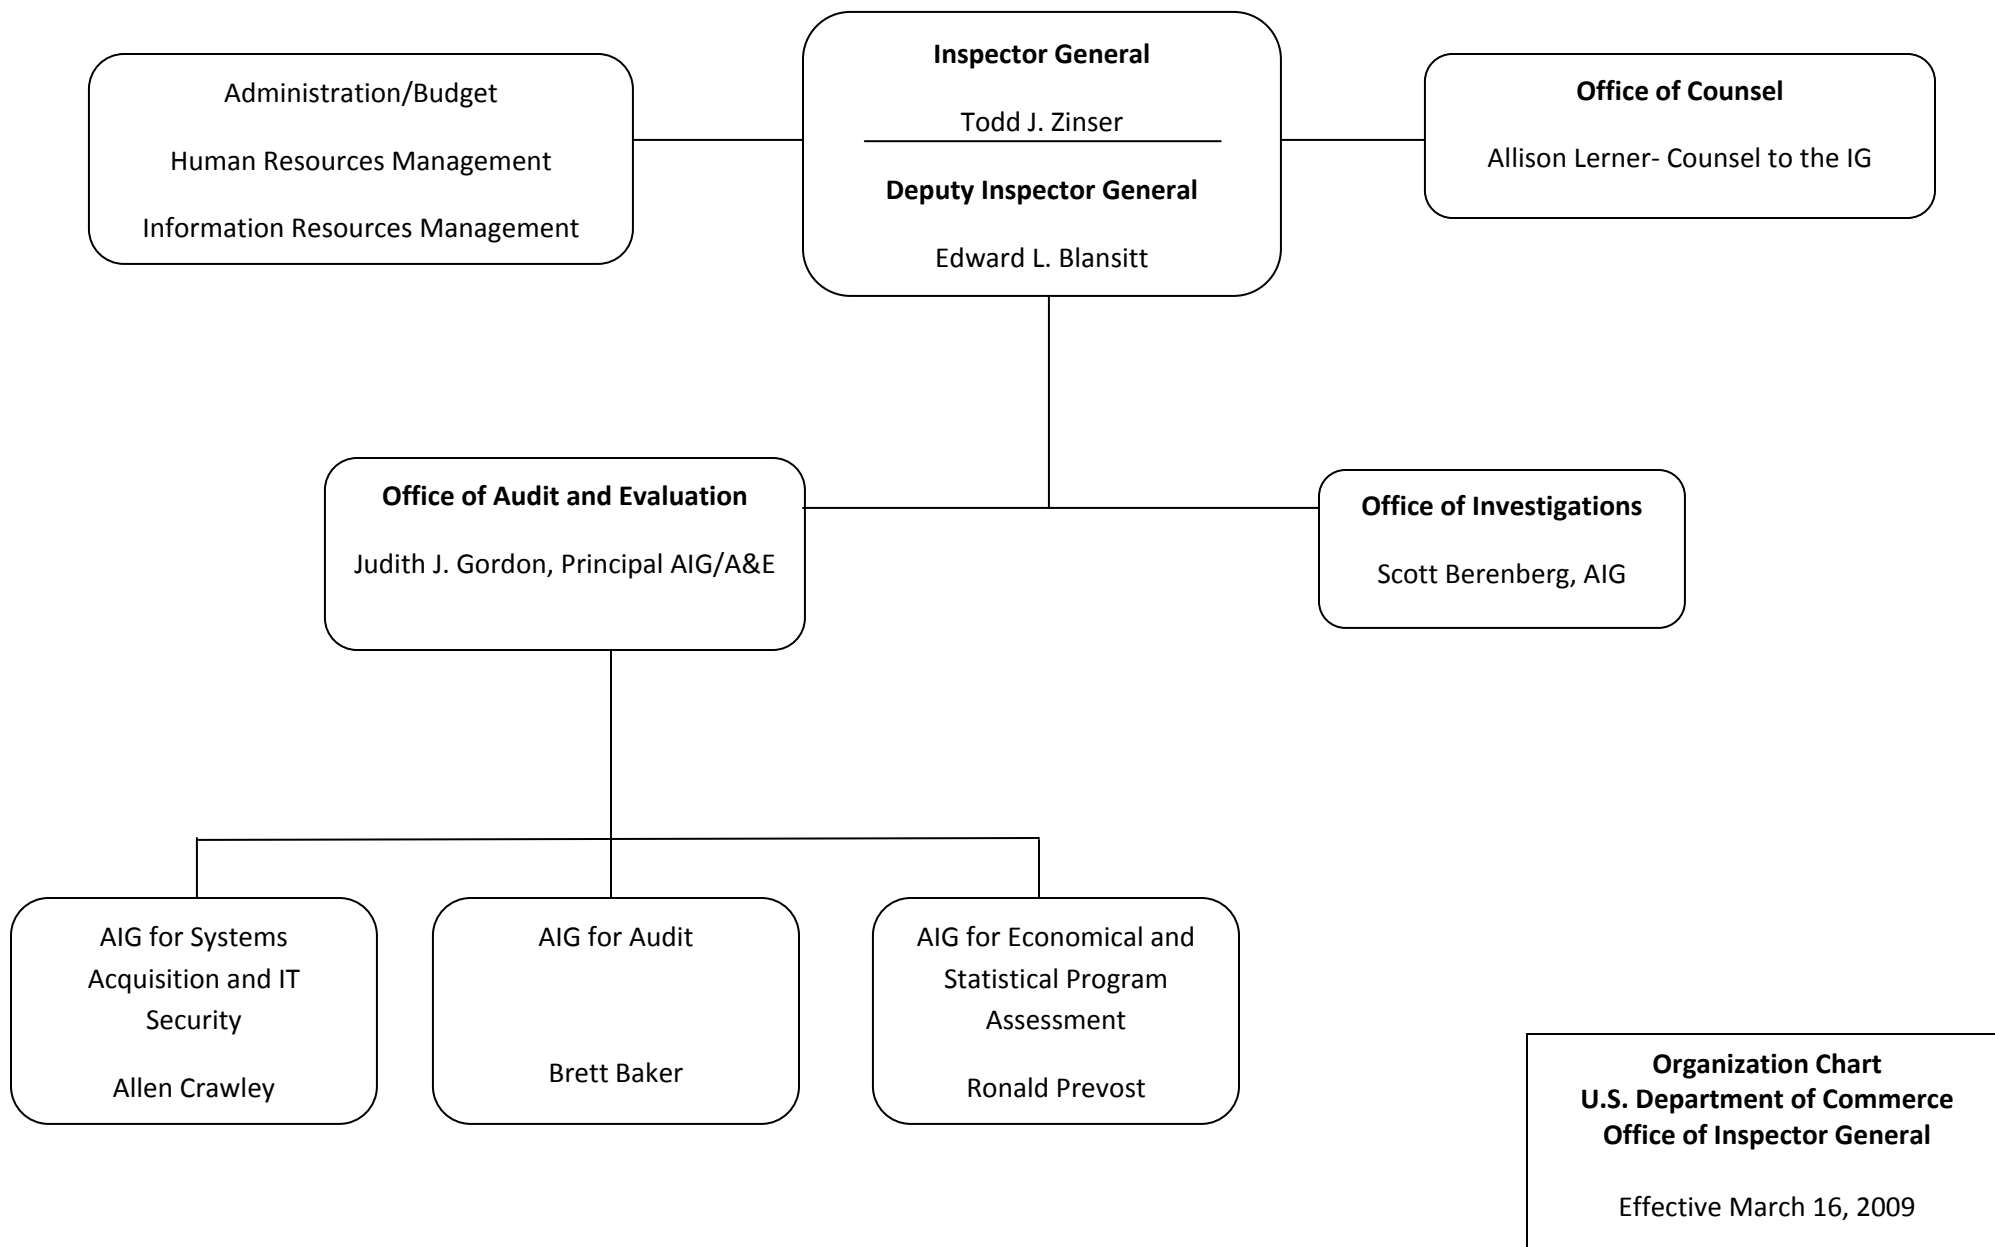 Administration/Budget
Human Resources Management
Information Resources Management
Inspector General
Todd J. Zinser
Deputy Inspector General
Edward L. Blansitt
Office of Counsel
Allison Lerner- Counsel to the IG
Office of Audit and Evaluation
Judith J. Gordon, Principal AIG/A&E
Office of Investigations
Scott Berenberg, AIG
AIG for Systems
Acquisition and IT
Security
Allen Crawley
AIG for Audit
Brett Baker
AIG for Economical and
Statistical Program
Assessment
Ronald Prevost
Organization Chart
U.S. Department of Commerce
Office of Inspector General
Effective March 16, 2009